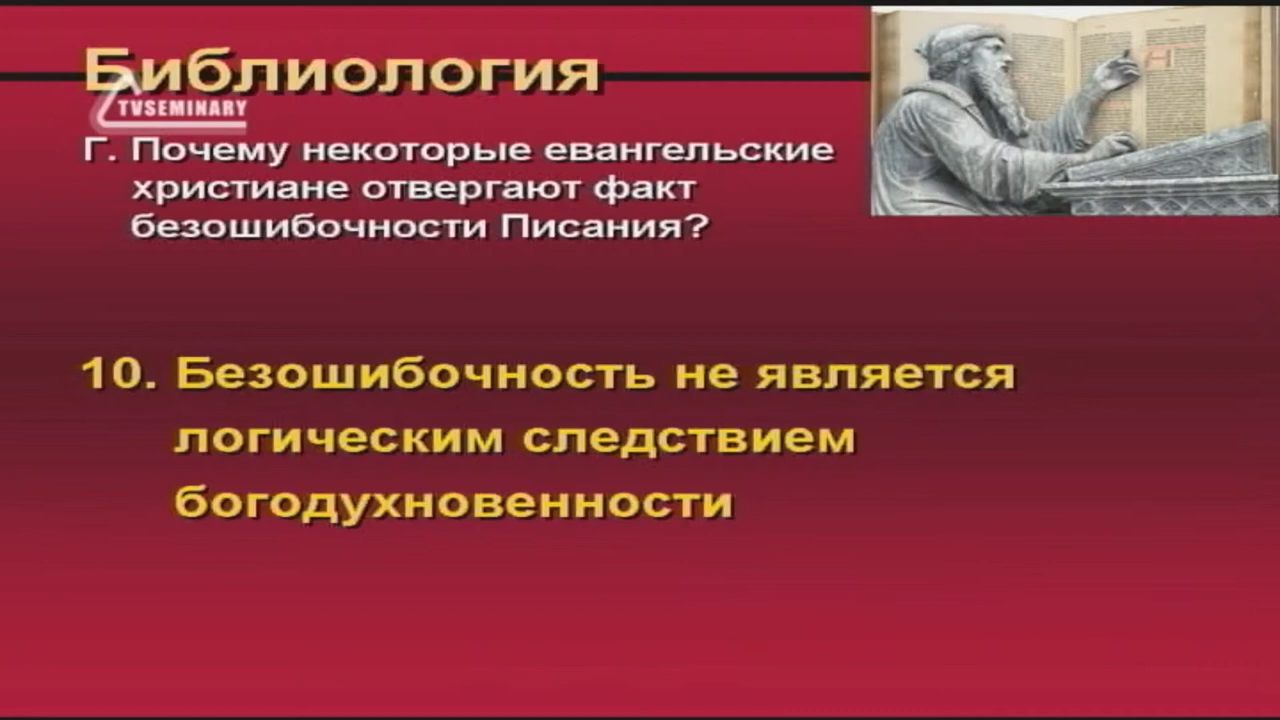 Библиология
TVSEMINARY
Г. Почему некоторые евангельские
христиане отвергают факт
безошибочности Писания?
10. Безошибочность не является
логическим следствием
богодухновенности